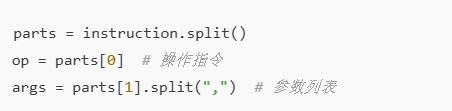 parts = instruction.split()
op = parts[0]  # 操作指令
args = parts[1].split(",")  # 参数列表